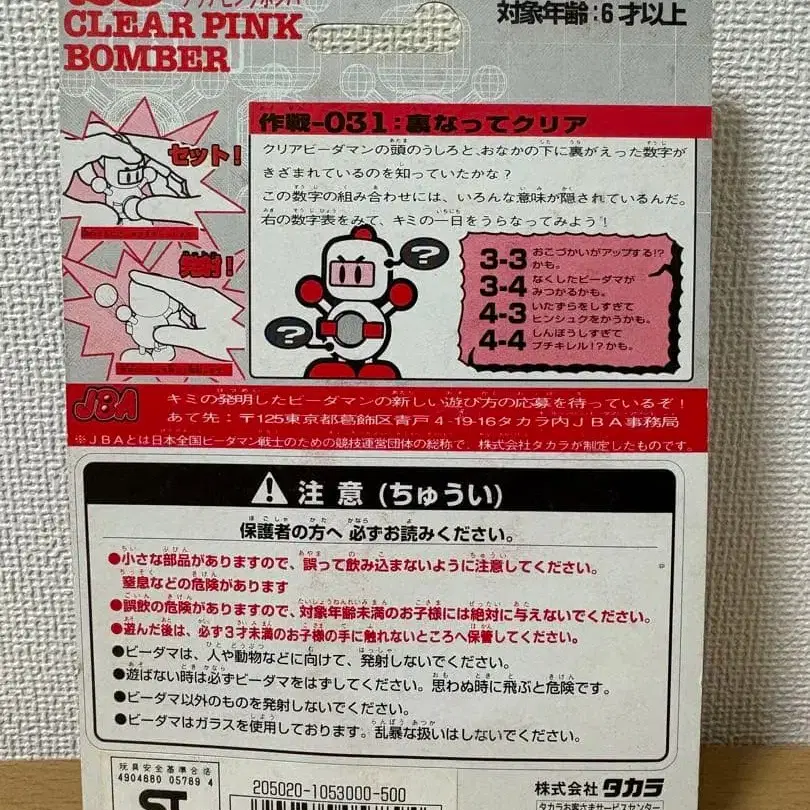 クリアピンクボンバー
CLEAR PINK
BOMBER
対象年齢:6才以上
セット!
発射!
作戦-031:裏なってクリア
クリアビーダマンの頭のうしろと、おなかの下に裏がえった数字が
きざまれているのを知っていたかな?
この数字の組み合わせには、いろんな意味が隠されているんだ。
右の数字表をみて、キミの一日をうらなってみよう!
?
?
3-3 おこづかいがアップする!?
かも。
3-4 なくしたビーダマが
みつかるかも。
4-3 いたずらをしすぎて
ヒンシュクをかうかも。
4-4 しんぼうしすぎて
プチキレル!?かも。
JBA
キミの発明したビーダマンの新しい遊び方の応募を待っているぞ!
あて先:〒125東京都葛飾区青戸4-19-16タカラ内JBA事務局
※JBAとは日本全国ビーダマン戦士のための競技運営団体の総称で、株式会社タカラが制定したものです。
注意(ちゅうい)
保護者の方へ 必ずお読みください。
●小さな部品がありますので、誤って飲み込まないように注意してください。
窒息などの危険があります
●誤飲の危険がありますので、対象年齢未満のお子様には絶対に与えないでください。
●遊んだ後は、必ず3才未満のお子様の手に触れないところへ保管してください。
●ビーダマは、人や動物などに向けて、発射しないでください。
●遊ばない時は必ずビーダマをはずしてください。思わぬ時に飛ぶと危険です。
●ビーダマ以外のものを発射しないでください。
●ビーダマはガラスを使用しております。乱暴な扱いはしないでください。
玩具安全基準合格
4904880 05789 4
ST
205020-1053000-500
株式会社 タカラ
タカラお客さまサービスセンター